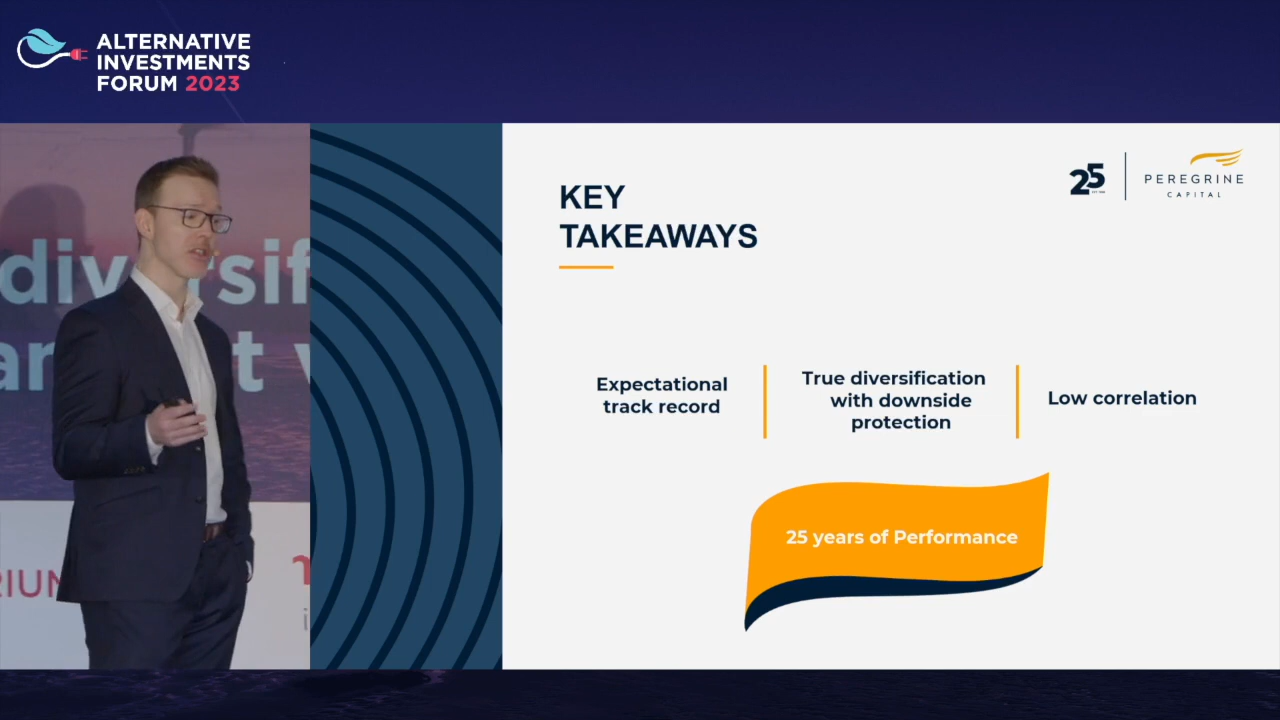 ALTERNATIVE
INVESTMENTS
FORUM 2023
25
PEREGRINE
CAPITAL
KEY
TAKEAWAYS
Expectational
track record
True diversification
with downside
protection
Low correlation
25 years of Performance